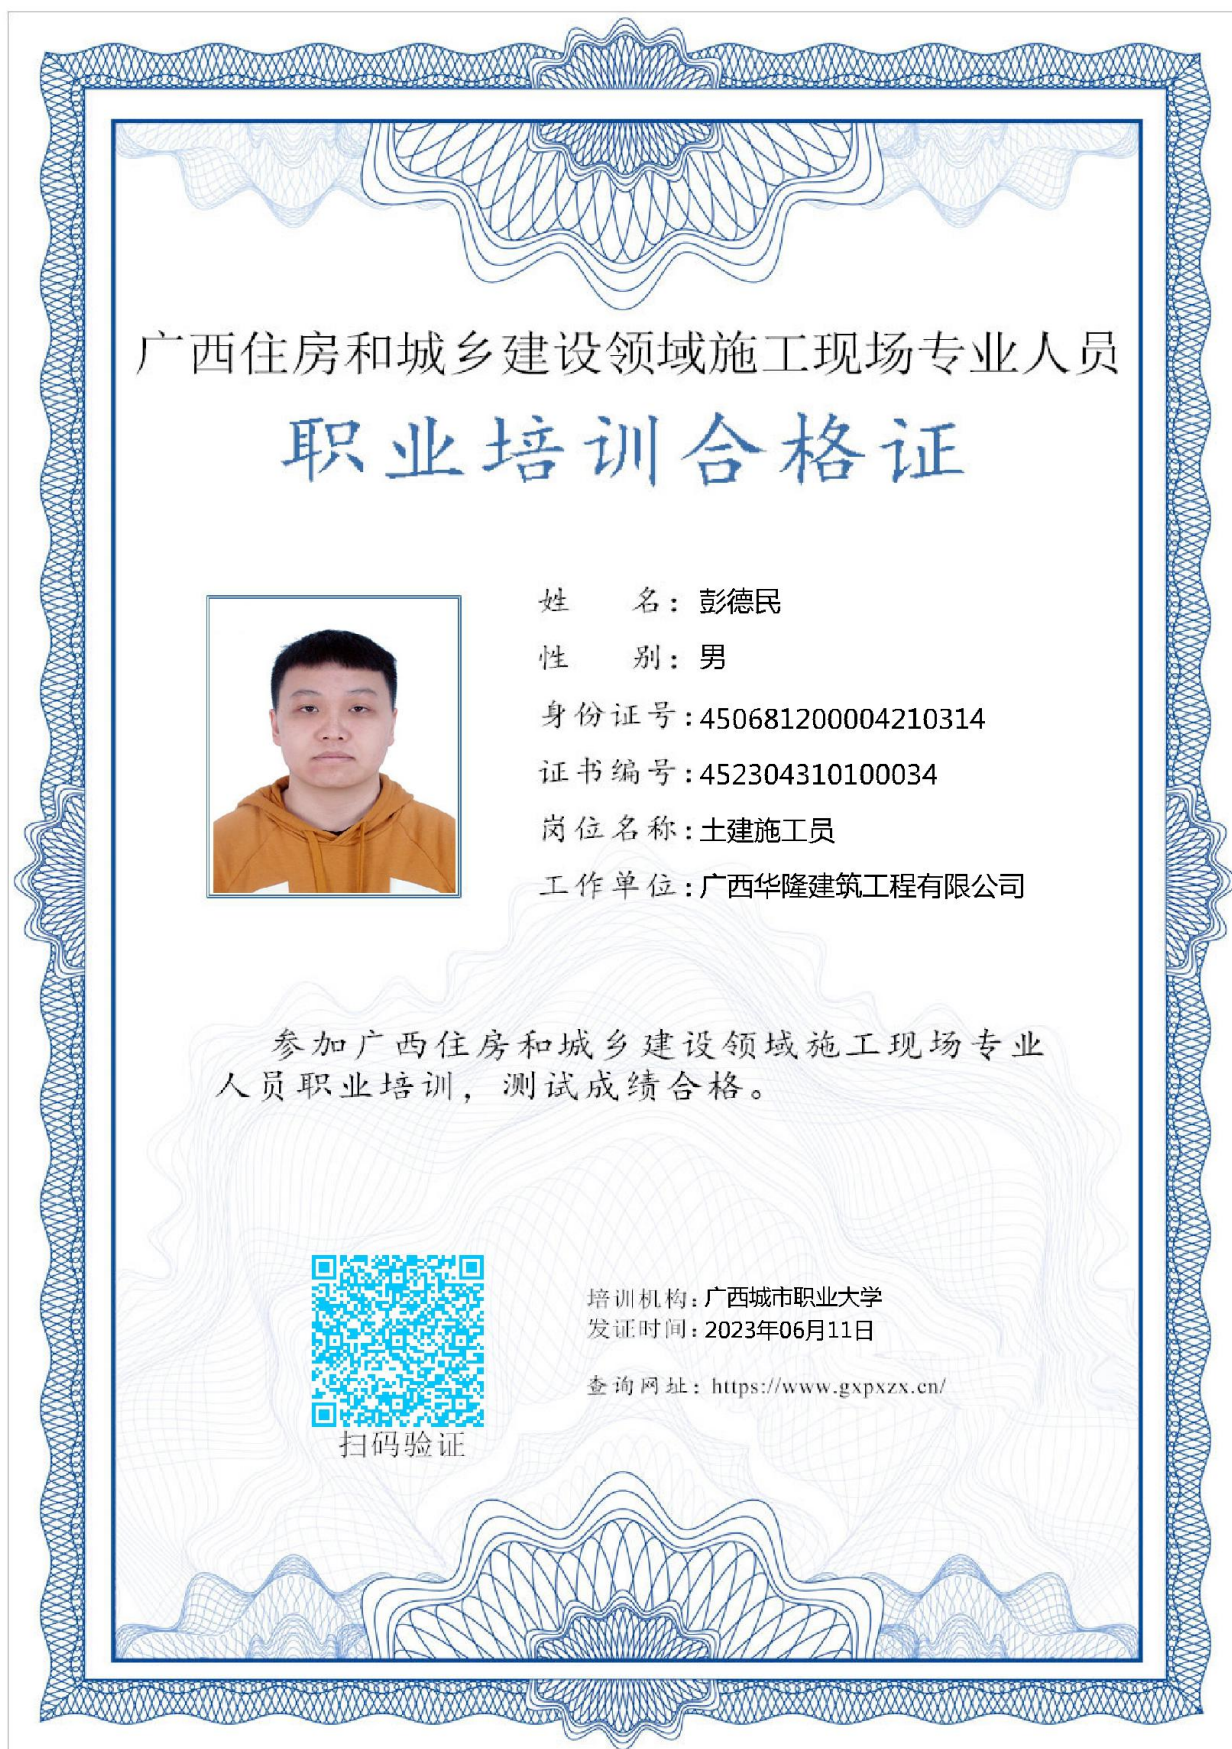 广西住房和城乡建设领域施工现场专业人员
职业培训合格证
姓名：彭德民
性别：男
身份证号:450681200004210314
证书编号:452304310100034
岗位名称:土建施工员
工作单位:广西华隆建筑工程有限公司
参加广西住房和城乡建设领域施工现场专业
人员职业培训，测试成绩合格。
培训机构:广西城市职业大学
发证时间:2023年06月11日
查询网址：https://www.gxpxzx.cn/
扫码验证